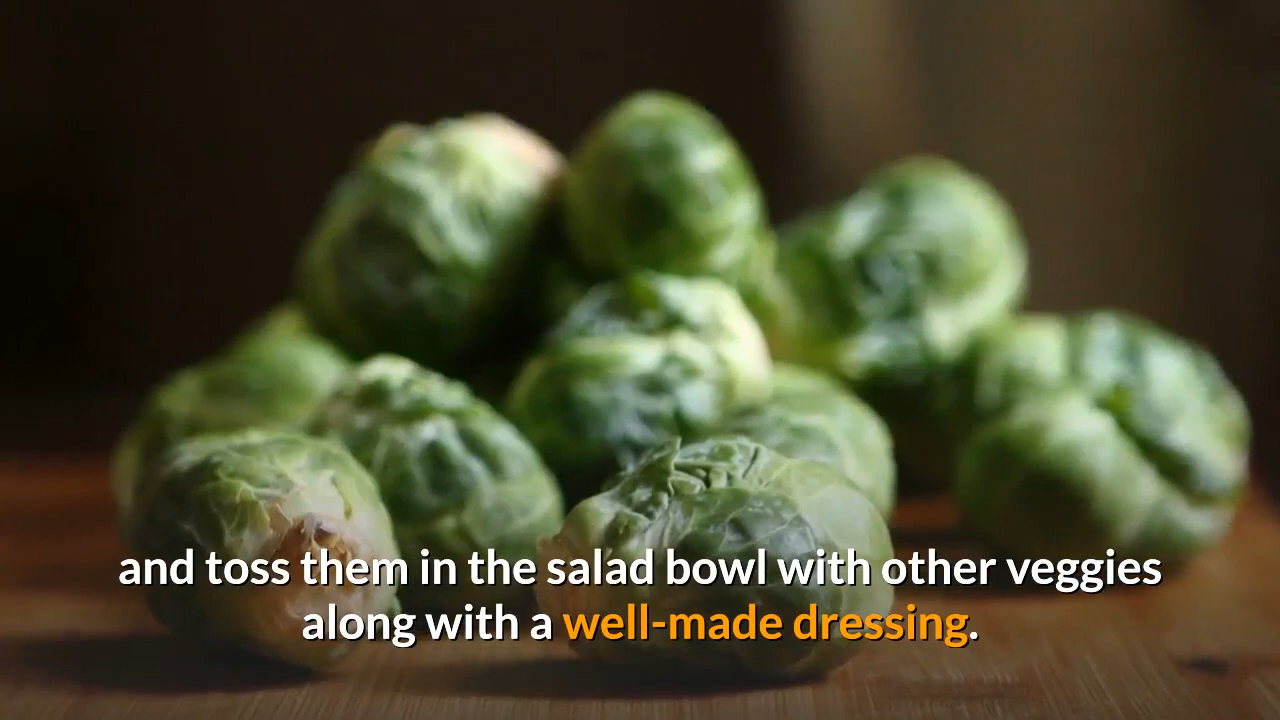 and toss them in the salad bowl with other veggies
along with a well-made dressing.